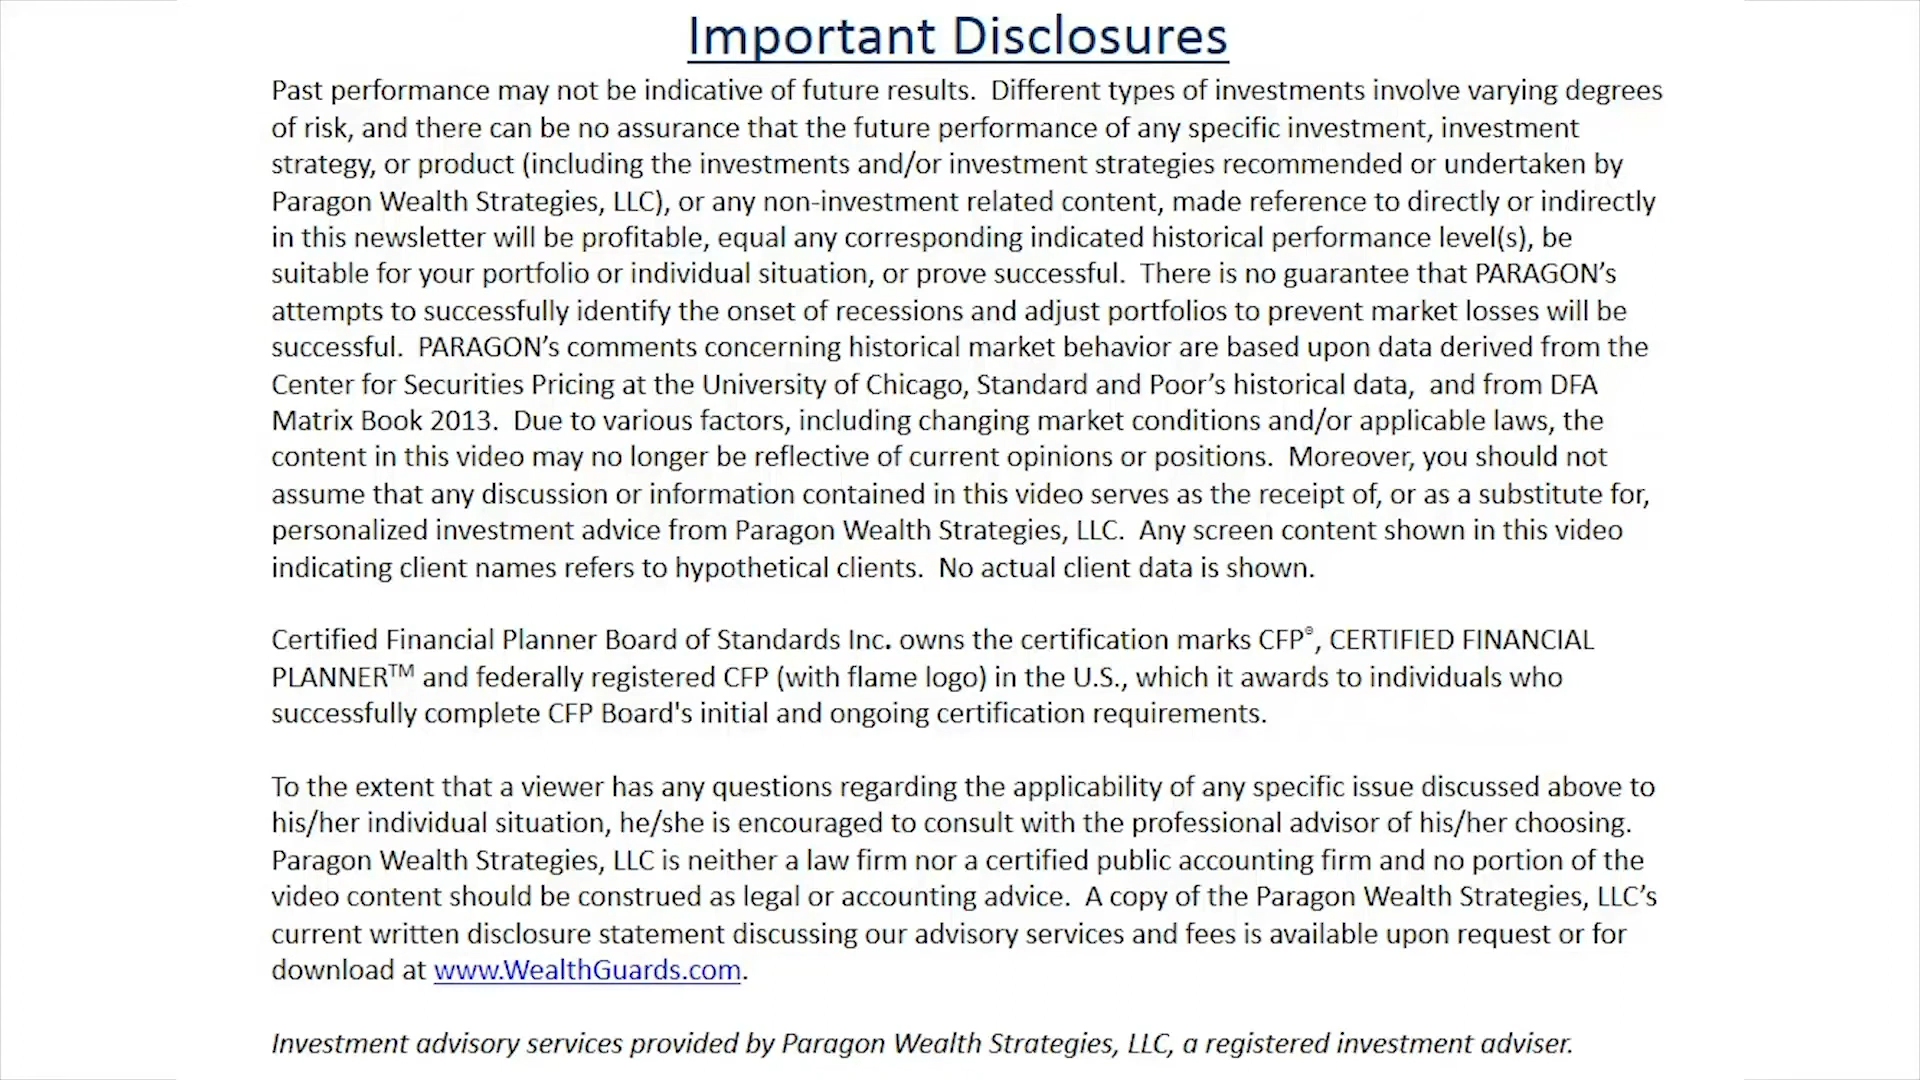 Important Disclosures
Past performance may not be indicative of future results.  Different types of investments involve varying degrees
of risk, and there can be no assurance that the future performance of any specific investment, investment
strategy, or product (including the investments and/or investment strategies recommended or undertaken by
Paragon Wealth Strategies, LLC), or any non-investment related content, made reference to directly or indirectly
in this newsletter will be profitable, equal any corresponding indicated historical performance level(s), be
suitable for your portfolio or individual situation, or prove successful.  There is no guarantee that PARAGON’s
attempts to successfully identify the onset of recessions and adjust portfolios to prevent market losses will be
successful.  PARAGON’s comments concerning historical market behavior are based upon data derived from the
Center for Securities Pricing at the University of Chicago, Standard and Poor’s historical data,  and from DFA
Matrix Book 2013.  Due to various factors, including changing market conditions and/or applicable laws, the
content in this video may no longer be reflective of current opinions or positions.  Moreover, you should not
assume that any discussion or information contained in this video serves as the receipt of, or as a substitute for,
personalized investment advice from Paragon Wealth Strategies, LLC.  Any screen content shown in this video
indicating client names refers to hypothetical clients.  No actual client data is shown.
Certified Financial Planner Board of Standards Inc. owns the certification marks CFP®, CERTIFIED FINANCIAL
PLANNER™ and federally registered CFP (with flame logo) in the U.S., which it awards to individuals who
successfully complete CFP Board's initial and ongoing certification requirements.
To the extent that a viewer has any questions regarding the applicability of any specific issue discussed above to
his/her individual situation, he/she is encouraged to consult with the professional advisor of his/her choosing.
Paragon Wealth Strategies, LLC is neither a law firm nor a certified public accounting firm and no portion of the
video content should be construed as legal or accounting advice.  A copy of the Paragon Wealth Strategies, LLC’s
current written disclosure statement discussing our advisory services and fees is available upon request or for
download at www.WealthGuards.com.
Investment advisory services provided by Paragon Wealth Strategies, LLC, a registered investment adviser.